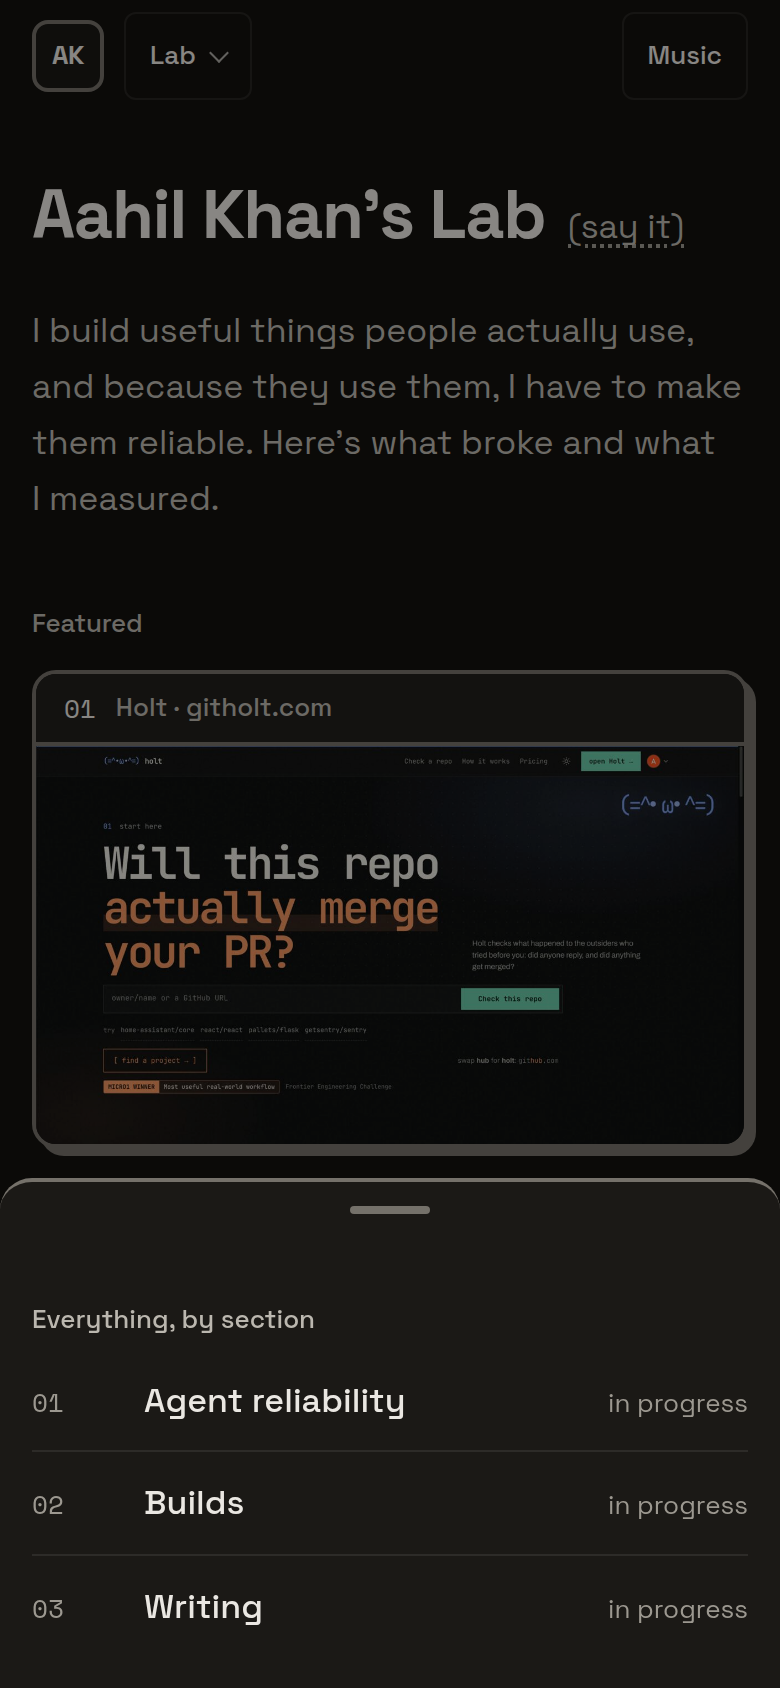 AK
Lab
Music
Aahil Khan’s Lab (say it)
I build useful things people actually use,
and because they use them, I have to make
them reliable. Here’s what broke and what
I measured.
Featured
01 Holt · githolt.com
(=^•ω•^=) holt
Check a repo How it works Pricing
open Holt →
A
(=^•ω•^=)
01 start here
Will this repo
actually merge
your PR?
Holt checks what happened to the outsiders who
tried before you: did anyone reply, and did anything
get merged?
owner/name or a GitHub URL
Check this repo
try home-assistant/core react/react pallets/flask getsentry/sentry
[ find a project → ]
swap hub for holt: github.com
MICRO1 WINNER Most useful real-world workflow Frontier Engineering Challenge
Everything, by section
01 Agent reliability in progress
02 Builds in progress
03 Writing in progress